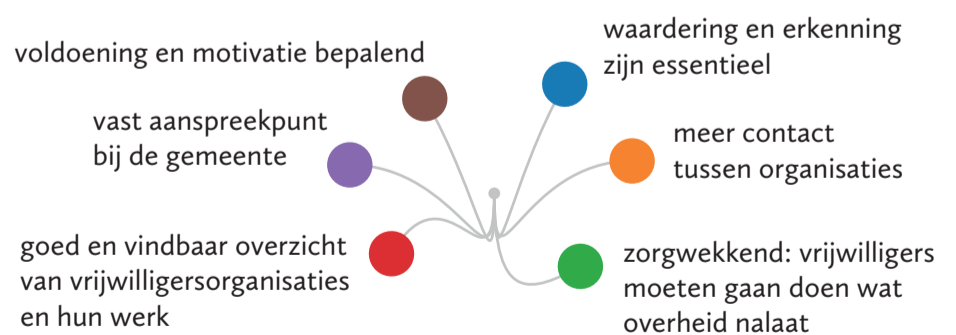 voldoening en motivatie bepalend
waardering en erkenning
zijn essentieel
vast aanspreekpunt
bij de gemeente
meer contact
tussen organisaties
goed en vindbaar overzicht
van vrijwilligersorganisaties
en hun werk
zorgwekkend: vrijwilligers
moeten gaan doen wat
overheid nalaat